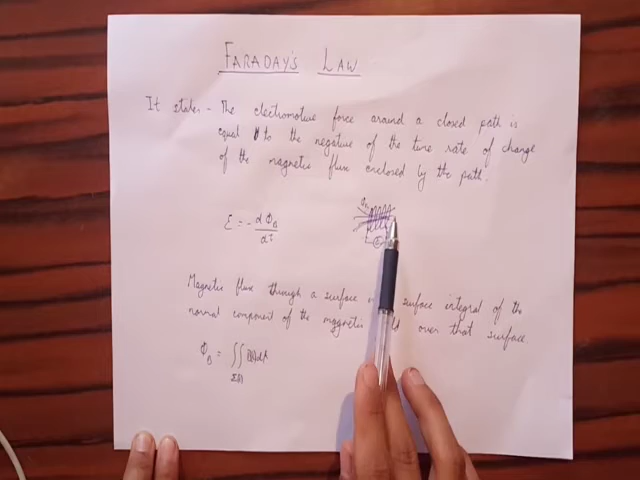 FARADAY'S LAW
It states - The electromotive force around a closed path is
equal to the negative of the time rate of change
of the magnetic flux enclosed by the path.
ε = - dΦB/dt
ΦB
Magnetic flux through a surface surface integral of the
normal component of the magnetic over that surface.
ΦB = ∬ dA
Σ(t)